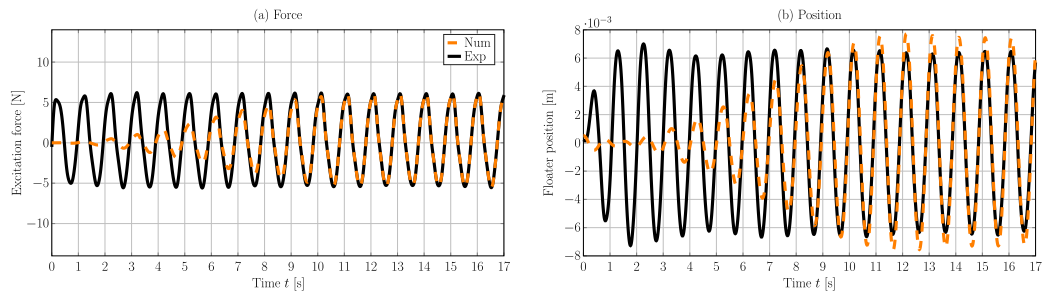 (a) Force
10
5
0
−5
−10
Excitation force [N]
Num
Exp
0 1 2 3 4 5 6 7 8 9 10 11 12 13 14 15 16 17
Time t [s]
(b) Position
·10−3
8
6
4
2
0
−2
−4
−6
−8
Floater position [m]
0 1 2 3 4 5 6 7 8 9 10 11 12 13 14 15 16 17
Time t [s]